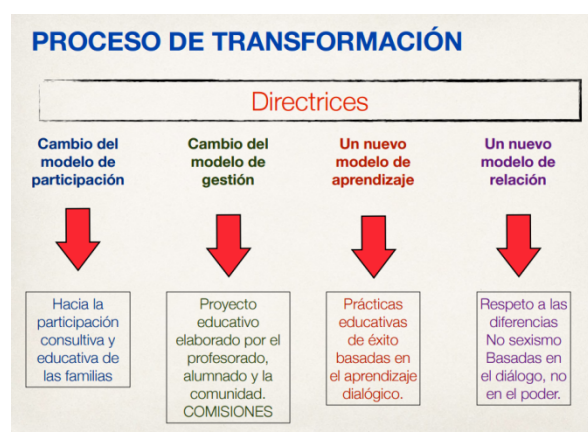 PROCESO DE TRANSFORMACIÓN
Directrices
Cambio del
modelo de
participación
Cambio del
modelo de
gestión
Un nuevo
modelo de
aprendizaje
Un nuevo
modelo de
relación
Hacia la
participación
consultiva y
educativa de
las familias
Proyecto
educativo
elaborado por el
profesorado,
alumnado y la
comunidad.
COMISIONES
Prácticas
educativas
de éxito
basadas en
el aprendizaje
dialógico.
Respeto a las
diferencias
No sexismo
Basadas en
el diálogo, no
en el poder.